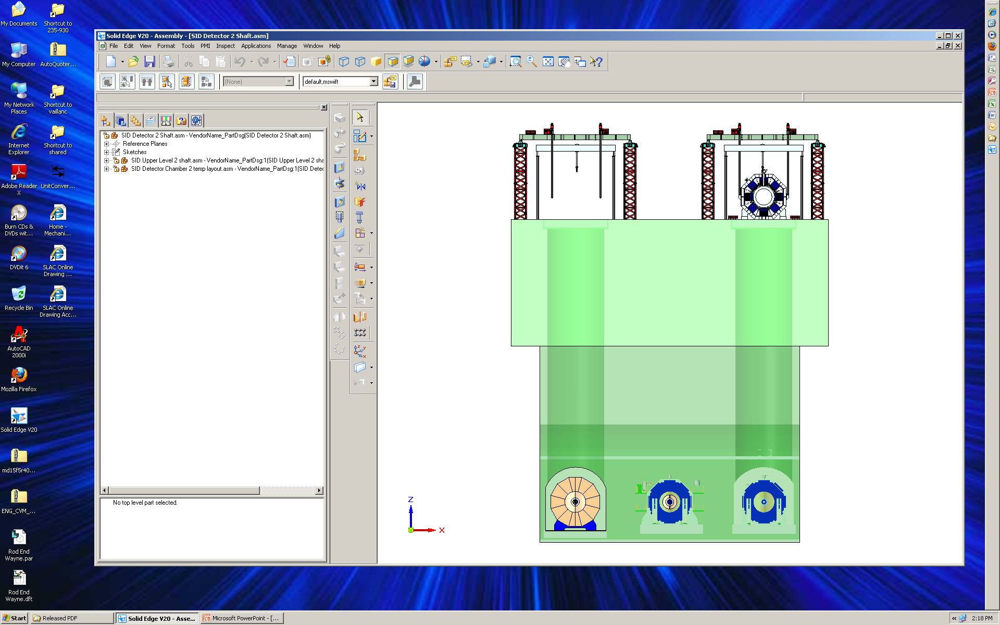 My Documents
Shortcut to
235-930
My Computer
AutoQuoter...
My Network
Places
Shortcut to
vaillanc
Internet
Explorer
Shortcut to
shared
Adobe Reader
X
UnitConver...
Burn CDs &
DVDs wit...
Home -
Mechani...
DVDit 6
SLAC Online
Drawing ...
Recycle Bin
SLAC Online
Drawing Acc...
AutoCAD
2000i
Mozilla Firefox
Solid Edge V20
md15f5r40...
ENG_CVM_...
Rod End
Wayne.par
Rod End
Wayne.dft
Solid Edge V20 - Assembly - [SID Detector 2 Shaft.asm]
File Edit View Format Tools PMI Inspect Applications Manage Window Help
(None)
default,mswift
SID Detector 2 Shaft.asm - VendorName_PartDsg(SID Detector 2 Shaft.asm)
Reference Planes
Sketches
SID Upper Level 2 shaft.asm - VendorName_PartDsg:1(SID Upper Level 2 sha
SID Detector Chamber 2 temp layout.asm - VendorName_PartDsg:1(SID Detec
No top level part selected.
Z
X
Start
Released PDF
Solid Edge V20 - Asse...
Microsoft PowerPoint - [...
2:18 PM